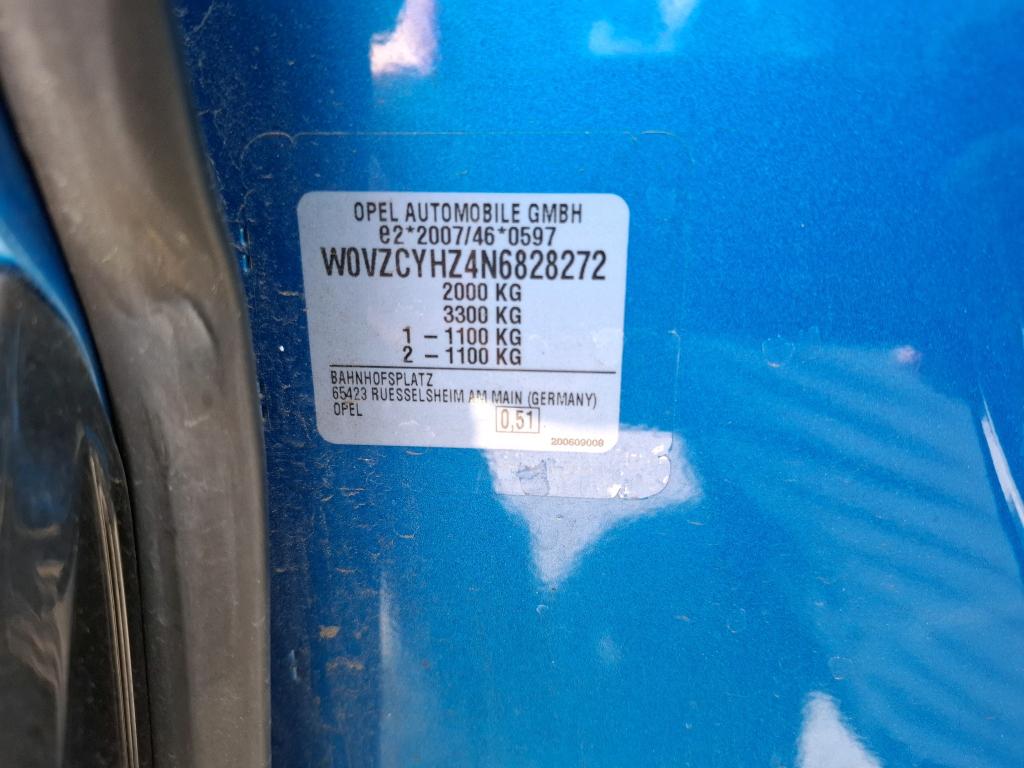 OPEL AUTOMOBILE GMBH
e2*2007/46*0597
W0VZCYHZ4N6828272
2000 KG
3300 KG
1 – 1100 KG
2 – 1100 KG
BAHNHOFSPLATZ
65423 RUESSELSHEIM AM MAIN (GERMANY)
OPEL
0,51
200609008